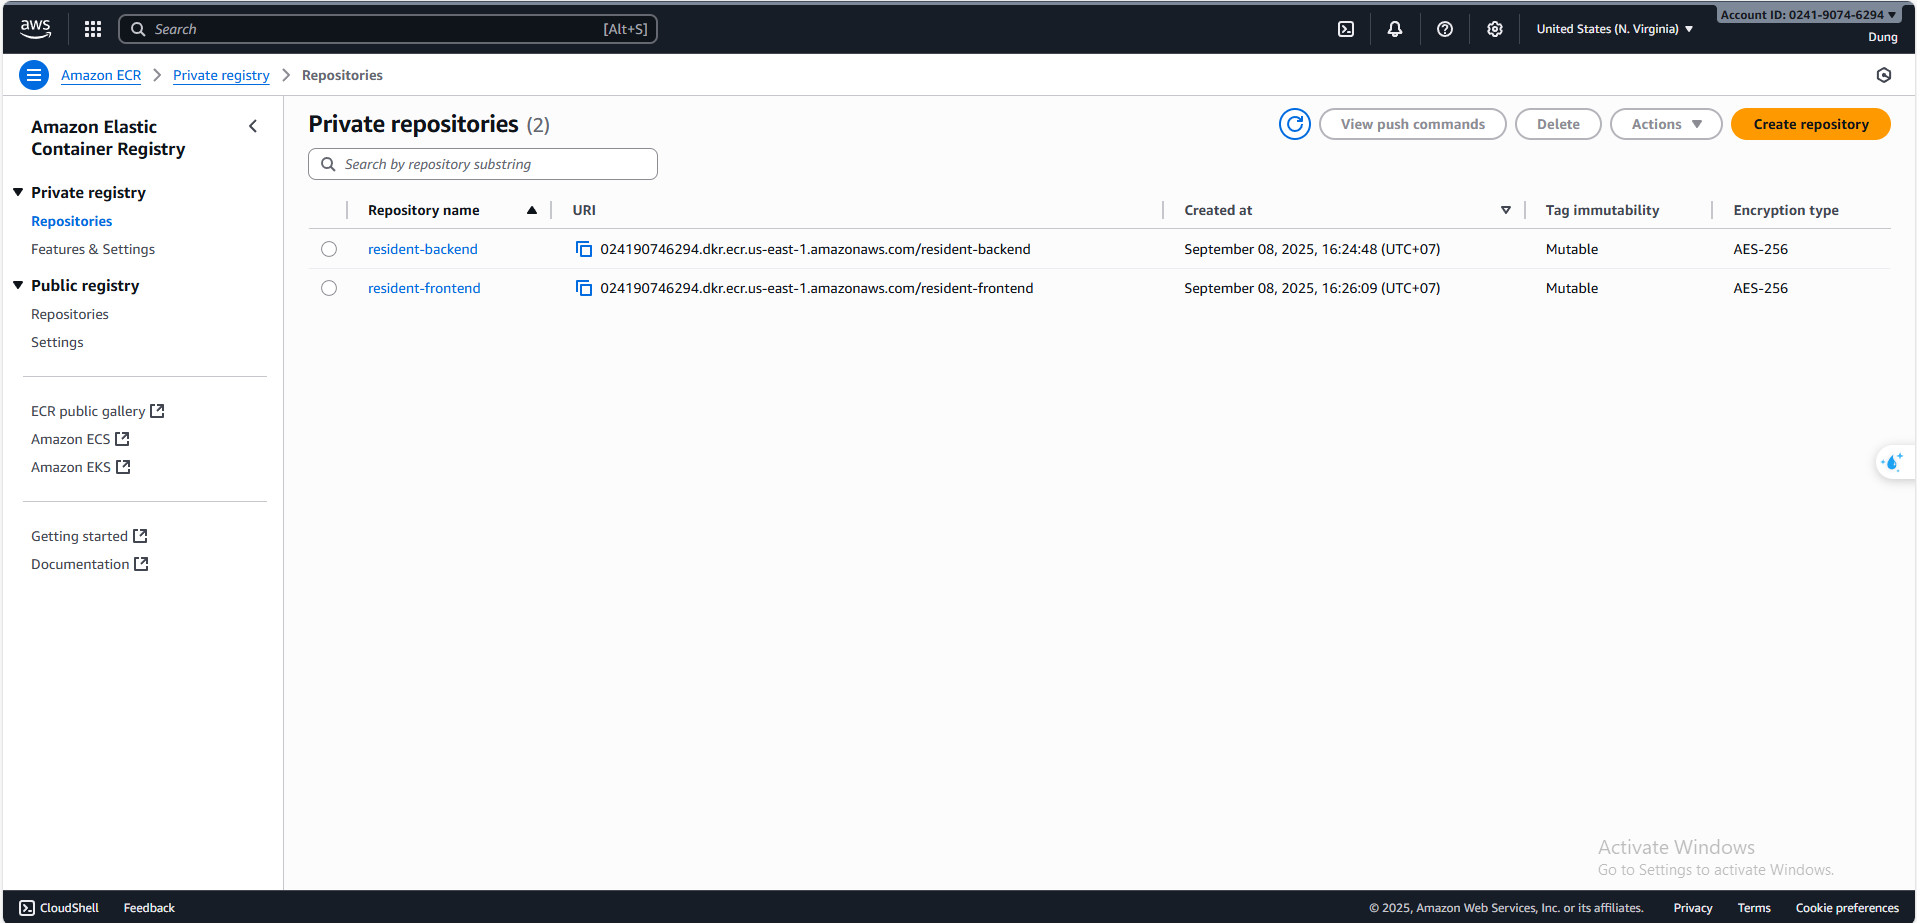 aws
Search [Alt+S]
United States (N. Virginia)
Account ID: 0241-9074-6294
Dung
Amazon ECR
Private registry
Repositories
Amazon Elastic
Container Registry
Private registry
Repositories
Features & Settings
Public registry
Repositories
Settings
ECR public gallery
Amazon ECS
Amazon EKS
Getting started
Documentation
Private repositories (2)
View push commands
Delete
Actions
Create repository
Search by repository substring
Repository name URI Created at Tag immutability Encryption type
resident-backend 024190746294.dkr.ecr.us-east-1.amazonaws.com/resident-backend September 08, 2025, 16:24:48 (UTC+07) Mutable AES-256
resident-frontend 024190746294.dkr.ecr.us-east-1.amazonaws.com/resident-frontend September 08, 2025, 16:26:09 (UTC+07) Mutable AES-256
Activate Windows
Go to Settings to activate Windows.
CloudShell Feedback © 2025, Amazon Web Services, Inc. or its affiliates. Privacy Terms Cookie preferences